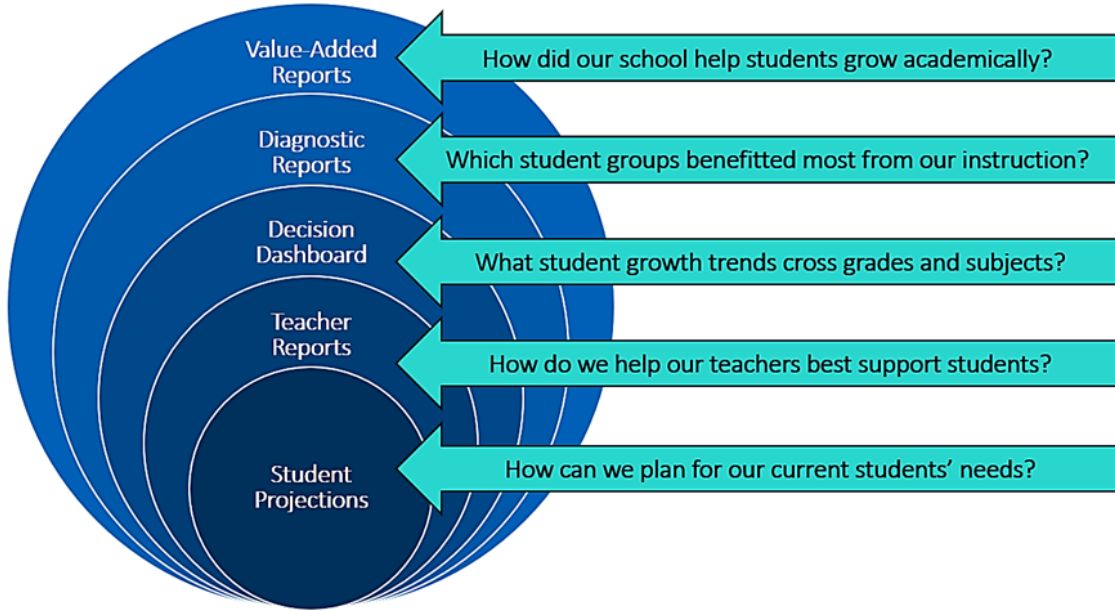 Value-Added
Reports
How did our school help students grow academically?
Diagnostic
Reports
Which student groups benefitted most from our instruction?
Decision
Dashboard
What student growth trends cross grades and subjects?
Teacher
Reports
How do we help our teachers best support students?
Student
Projections
How can we plan for our current students’ needs?